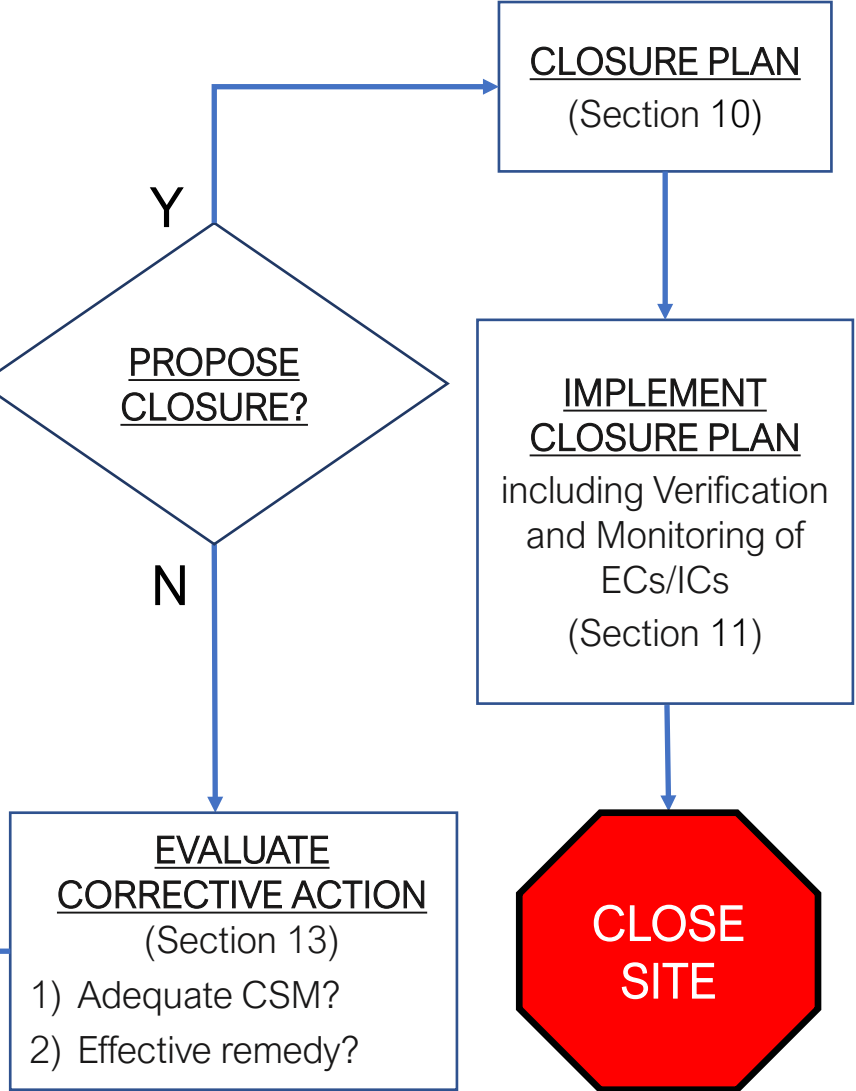 CLOSURE PLAN
(Section 10)
Y
PROPOSE
CLOSURE?
IMPLEMENT
CLOSURE PLAN
including Verification
and Monitoring of
ECs/ICs
(Section 11)
N
EVALUATE
CORRECTIVE ACTION
(Section 13)
1) Adequate CSM?
2) Effective remedy?
CLOSE
SITE